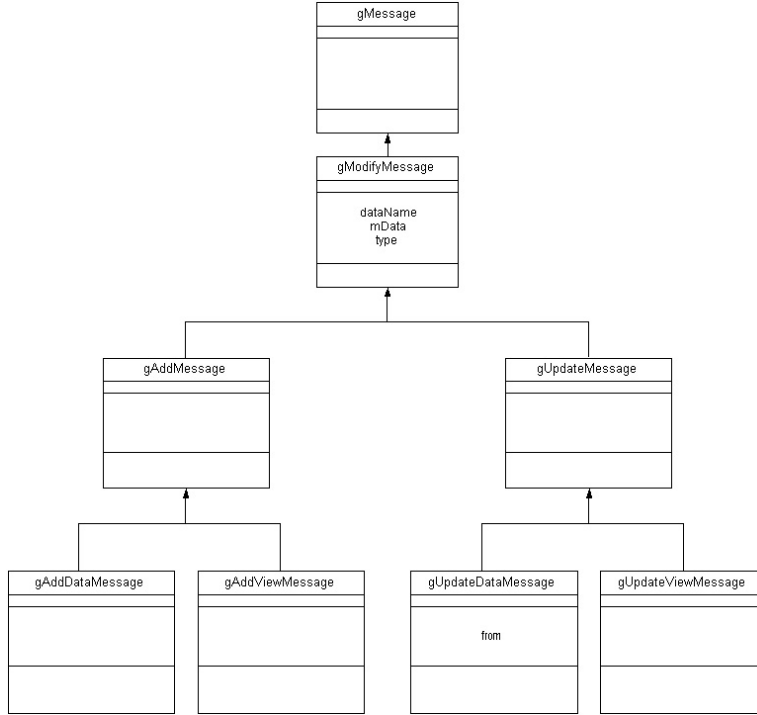 gMessage
gModifyMessage
dataName
mData
type
gAddMessage
gUpdateMessage
gAddDataMessage
gAddViewMessage
gUpdateDataMessage
gUpdateViewMessage
from